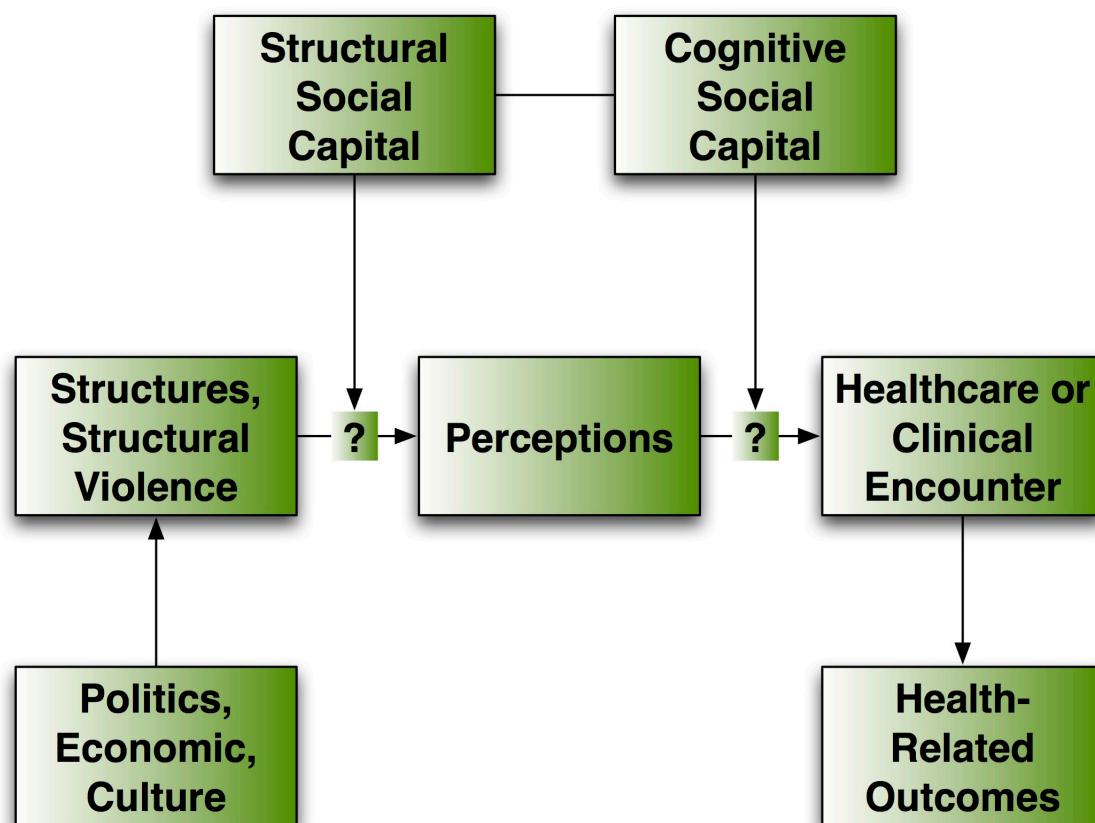 Structural
Social
Capital
Cognitive
Social
Capital
Structures,
Structural
Violence
?
Perceptions
?
Healthcare or
Clinical
Encounter
Politics,
Economic,
Culture
Health-
Related
Outcomes